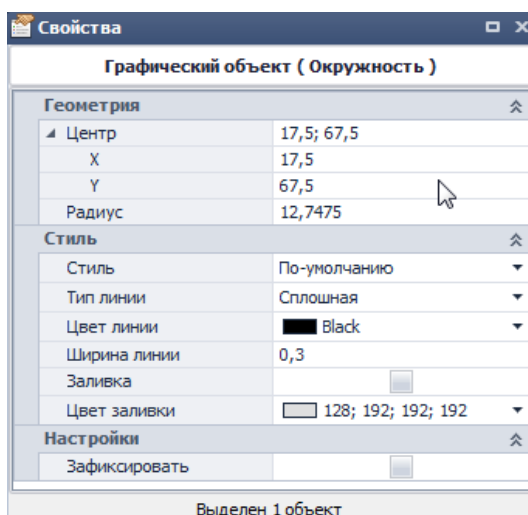 Свойства
Графический объект ( Окружность )
Геометрия
Центр 17,5; 67,5
X 17,5
Y 67,5
Радиус 12,7475
Стиль
Стиль По-умолчанию
Тип линии Сплошная
Цвет линии Black
Ширина линии 0,3
Заливка
Цвет заливки 128; 192; 192; 192
Настройки
Зафиксировать
Выделен 1 объект